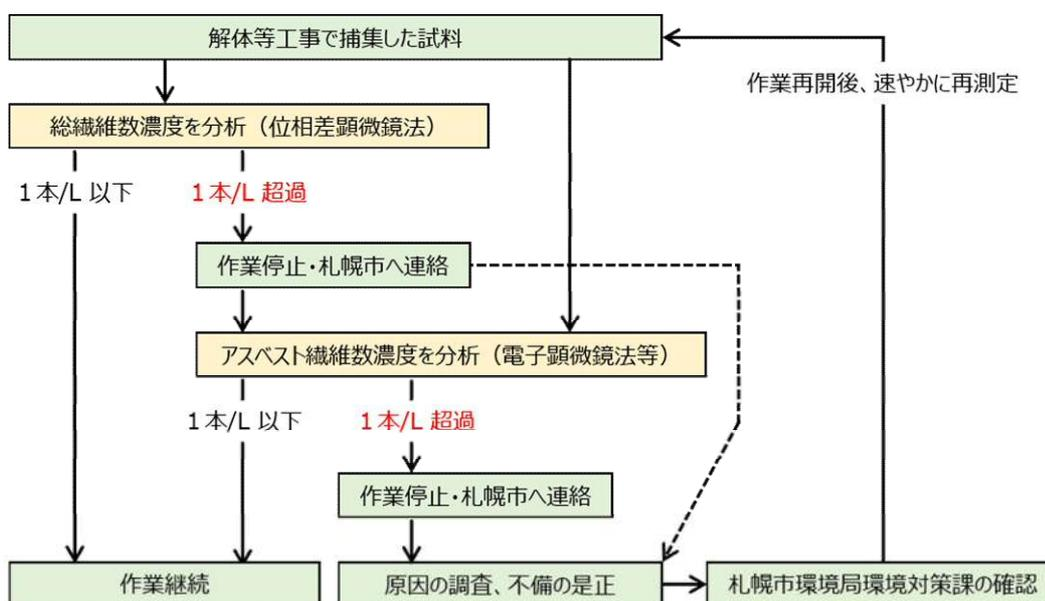 解体等工事で捕集した試料
作業再開後、速やかに再測定
総繊維数濃度を分析（位相差顕微鏡法）
1本/L 以下
1本/L 超過
作業停止・札幌市へ連絡
アスベスト繊維数濃度を分析（電子顕微鏡法等）
1本/L 以下
1本/L 超過
作業停止・札幌市へ連絡
作業継続
原因の調査、不備の是正
札幌市環境局環境対策課の確認